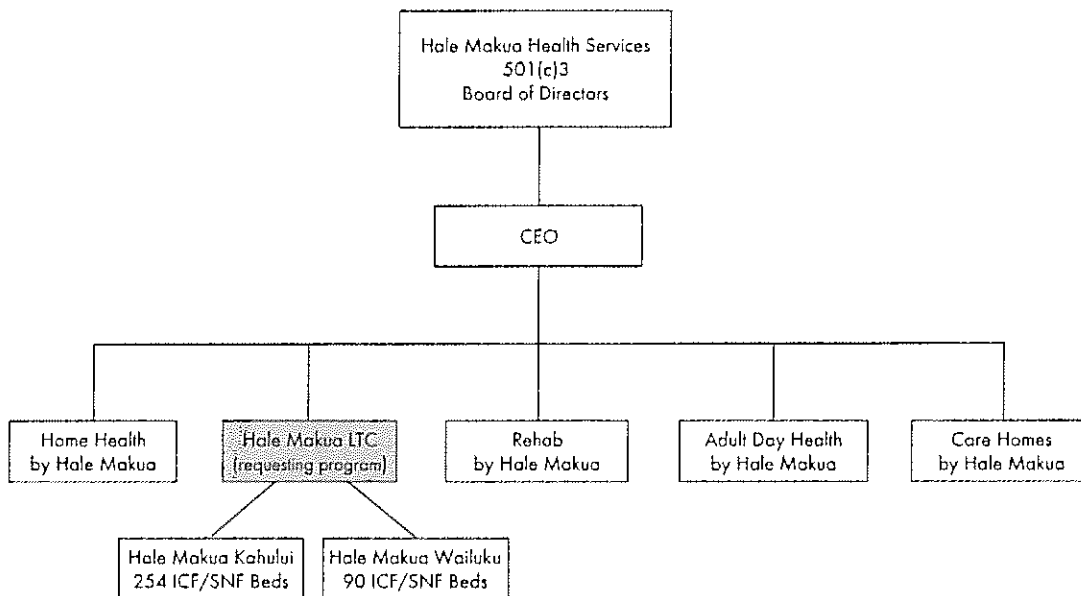 Hale Makua Health Services
501(c)3
Board of Directors
CEO
Home Health
by Hale Makua
Hale Makua LTC
(requesting program)
Rehab
by Hale Makua
Adult Day Health
by Hale Makua
Care Homes
by Hale Makua
Hale Makua Kahului
254 ICF/SNF Beds
Hale Makua Wailuku
90 ICF/SNF Beds